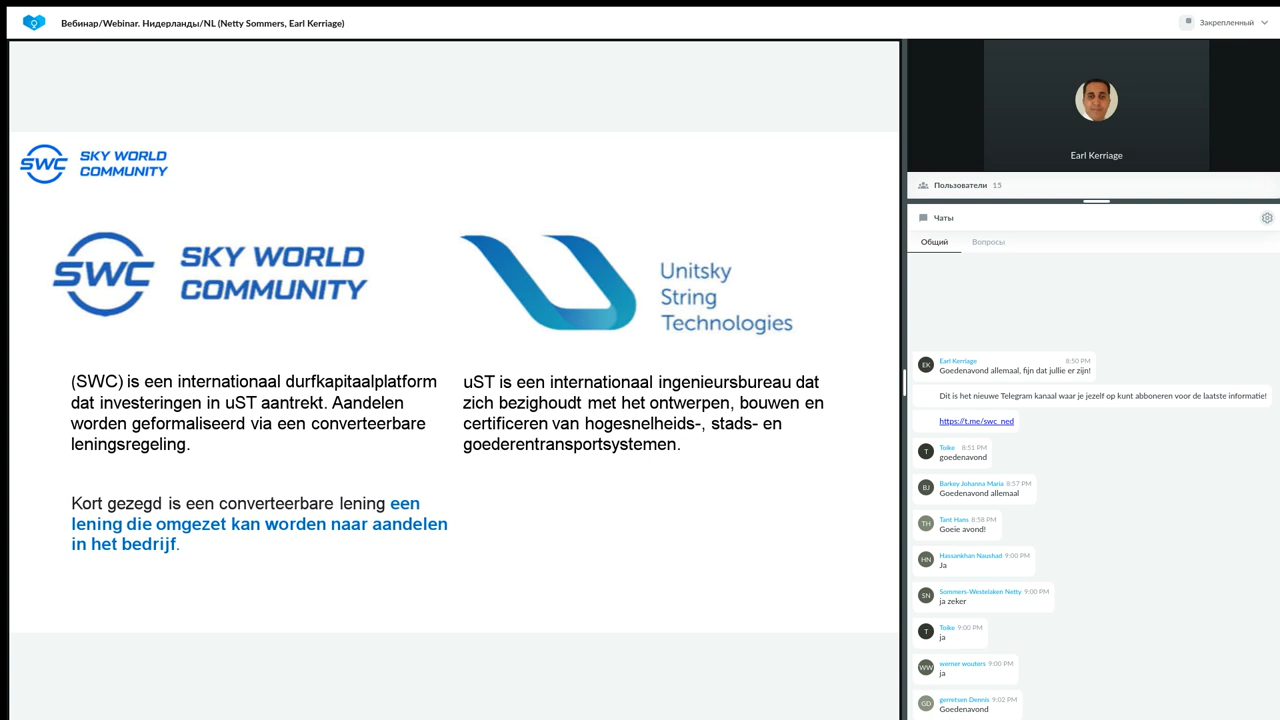 Вебинар/Webinar. Нидерланды/NL (Netty Sommers, Earl Kerriage)
Закрепленный
SWC SKY WORLD
COMMUNITY
SWC SKY WORLD
COMMUNITY
Unitsky
String
Technologies
(SWC) is een internationaal durfkapitaalplatform
dat investeringen in uST aantrekt. Aandelen
worden geformaliseerd via een converteerbare
leningsregeling.
uST is een internationaal ingenieursbureau dat
zich bezighoudt met het ontwerpen, bouwen en
certificeren van hogesnelheids-, stads- en
goederentransportsystemen.
Kort gezegd is een converteerbare lening een
lening die omgezet kan worden naar aandelen
in het bedrijf.
Earl Kerriage
Пользователи 15
Чаты
Общий Вопросы
EK Earl Kerriage 8:50 PM
Goedenavond allemaal, fijn dat jullie er zijn!
Dit is het nieuwe Telegram kanaal waar je jezelf op kunt abboneren voor de laatste informatie!
https://t.me/swc_ned
T Toike 8:51 PM
goedenavond
BJ Barkey Johanna Maria 8:57 PM
Goedenavond allemaal
TH Tant Hans 8:58 PM
Goeie avond!
HN Hassankhan Naushad 9:00 PM
Ja
SN Sommers-Westelaken Netty 9:00 PM
ja zeker
T Toike 9:00 PM
ja
WW werner wouters 9:00 PM
ja
GD gerretsen Dennis 9:02 PM
Goedenavond